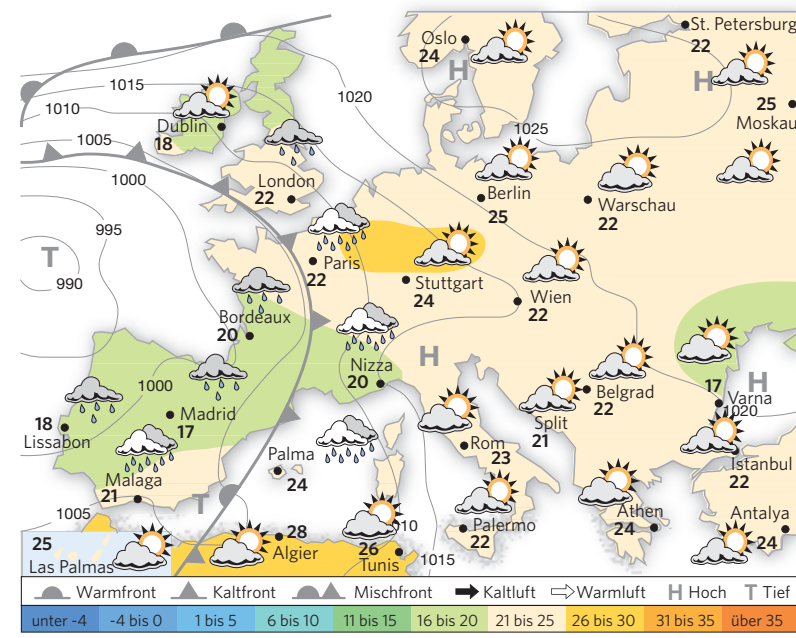 St. Petersburg
22
Oslo
24
H
H
25
Moskau
1015
1020
1010
1025
Dublin
18
1005
1000
London
22
Berlin
25
Warschau
22
995
T
990
Paris
22
Stuttgart
24
Wien
22
Bordeaux
20
H
Nizza
20
1000
Madrid
17
18
Lissabon
Belgrad
22
17
Varna
H
1020
Split
21
Rom
23
Palma
24
Malaga
21
T
Istanbul
22
1005
Athen
24
Antalya
24
Palermo
22
28
Algier
10
26
Tunis
1015
25
Las Palmas
Warmfront Kaltfront Mischfront Kaltluft Warmluft H Hoch T Tief
unter -4 -4 bis 0 1 bis 5 6 bis 10 11 bis 15 16 bis 20 21 bis 25 26 bis 30 31 bis 35 über 35